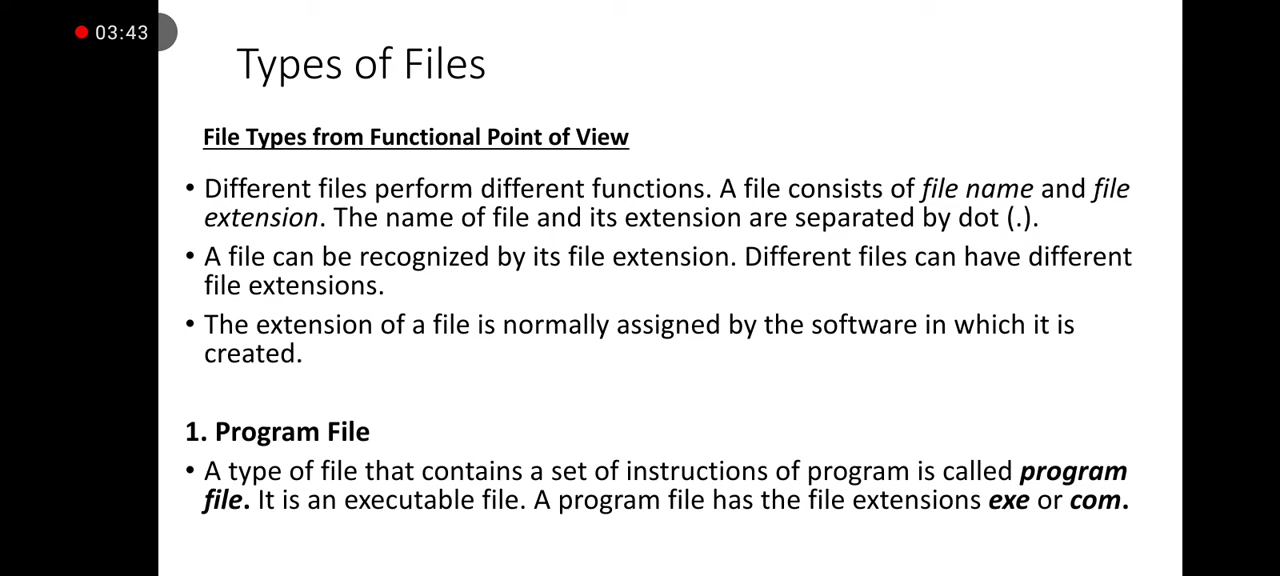 03:43
Types of Files
File Types from Functional Point of View
• Different files perform different functions. A file consists of file name and file
extension. The name of file and its extension are separated by dot (.).
• A file can be recognized by its file extension. Different files can have different
file extensions.
• The extension of a file is normally assigned by the software in which it is
created.
1. Program File
• A type of file that contains a set of instructions of program is called program
file. It is an executable file. A program file has the file extensions exe or com.